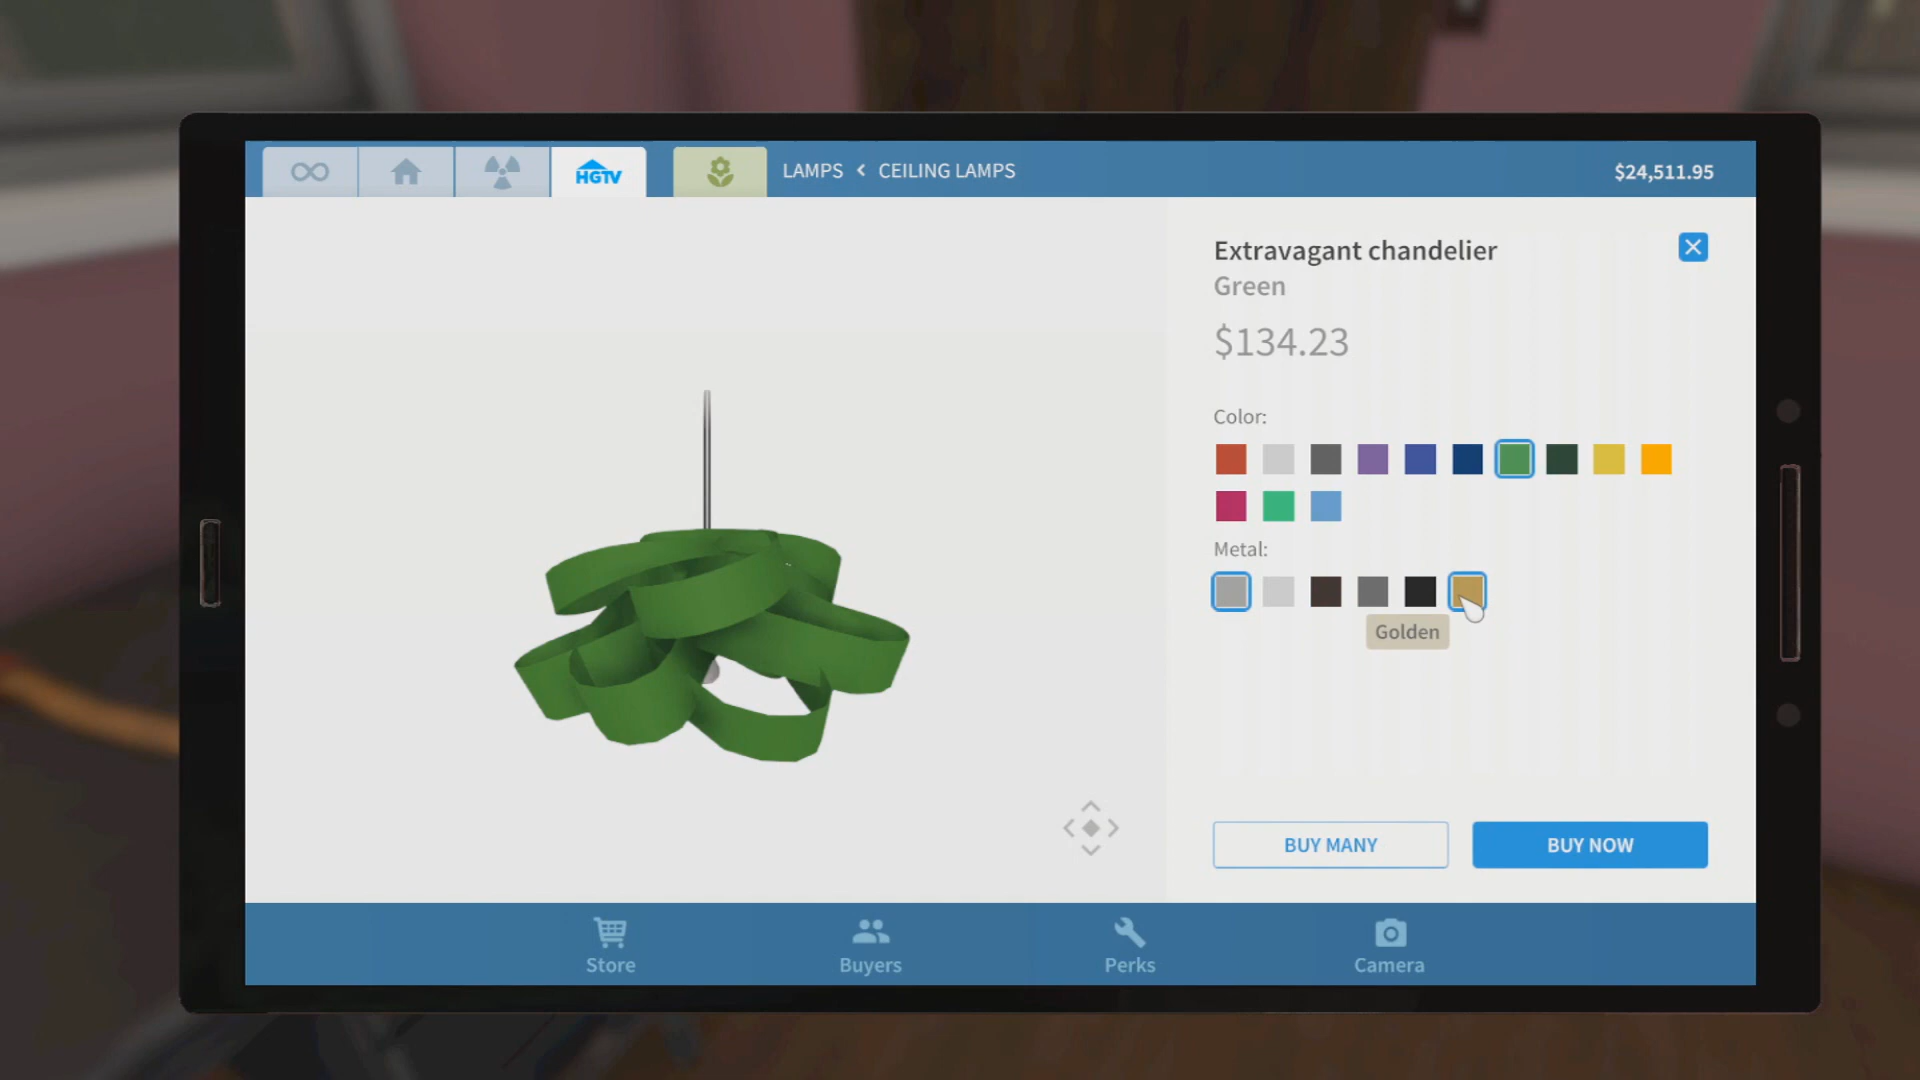 HGTV
LAMPS < CEILING LAMPS
$24,511.95
Extravagant chandelier
Green
$134.23
Color:
Metal:
Golden
BUY MANY
BUY NOW
Store
Buyers
Perks
Camera